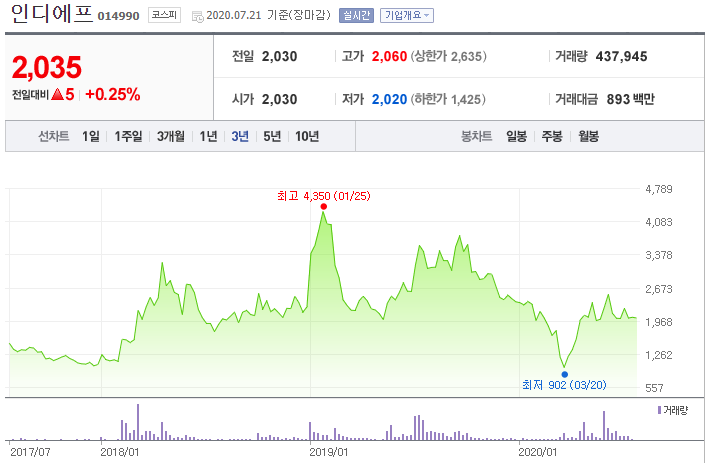 인디에프 014990 코스피 2020.07.21 기준(장마감) 실시간 기업개요
2,035 전일 2,030 고가 2,060 (상한가 2,635) 거래량 437,945
전일대비 ▲5 +0.25% 시가 2,030 저가 2,020 (하한가 1,425) 거래대금 893 백만
선차트 1일 1주일 3개월 1년 3년 5년 10년 봉차트 일봉 주봉 월봉
4,789
최고 4,350 (01/25)
4,083
3,378
2,673
1,968
1,262
최저 902 (03/20)
557
거래량
2017/07 2018/01 2019/01 2020/01